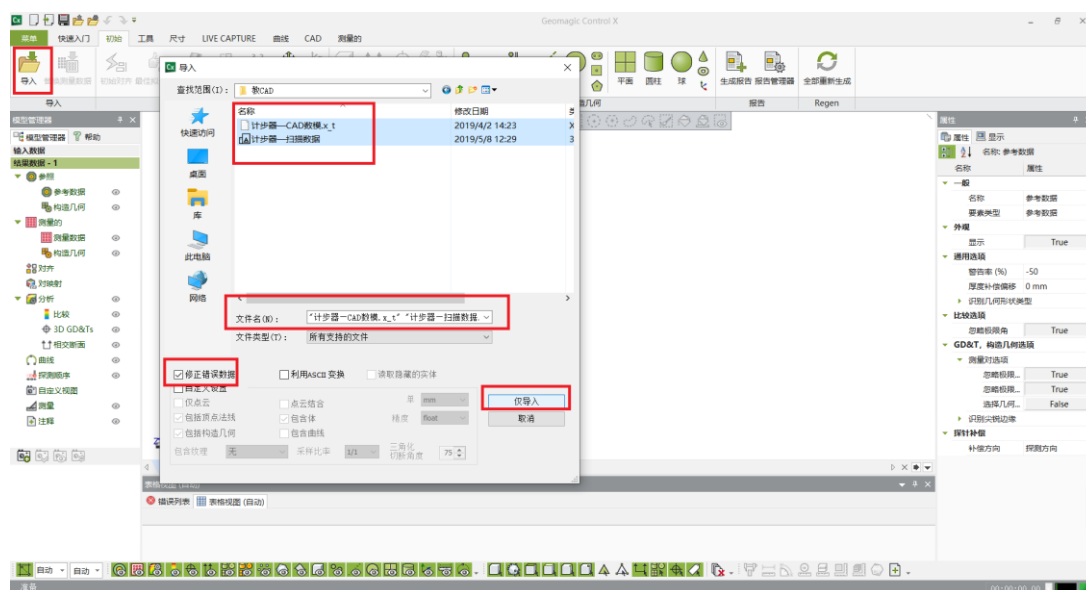 Geomagic Control X
菜单 快速入门 初始 工具 尺寸 LIVE CAPTURE 曲线 CAD 测量的
导入 平面 圆柱 球 生成报告 报告管理器 全部重新生成
导入 报告 Regen
模型管理器
模型管理器 帮助
输入数据
结果数据 - 1
参照
参考数据
构造几何
测量的
测量数据
构造几何
对齐
对映射
分析
比较
3D GD&Ts
相交断面
曲线
探测顺序
自定义视图
测量
注释
导入
查找范围(I): 教CAD
名称 修改日期
计步器—CAD数模.x_t 2019/4/2 14:23
计步器—扫描数据 2019/5/8 12:29
快速访问
桌面
库
此电脑
网络
文件名(N): "计步器—CAD数模.x_t" "计步器—扫描数据.
文件类型(T): 所有支持的文件
修正错误数据 利用ASCII 变换 读取隐藏的实体
自定义设置
仅点云 点云结合 单 mm
包括顶点法线 包含体 精度 float
包括构造几何 包含曲线
包含纹理 无 采样比率 1/1 三角化切断角度 75
仅导入
取消
属性
属性 显示
名称: 参考数据
名称 属性
一般
名称 参考数据
要素类型 参考数据
外观
显示 True
通用选项
警告率 (%) -50
厚度补偿偏移 0 mm
识别几何形状类型
比较选项
忽略极限角 True
GD&T, 构造几何选项
测量对选项
忽略极限... True
忽略极限... True
选择几何... False
识别尖锐边缘
探针补偿
补偿方向 探测方向
表格视图 (自动)
错误列表 表格视图 (自动)
自动 自动
准备 00:00:00.00